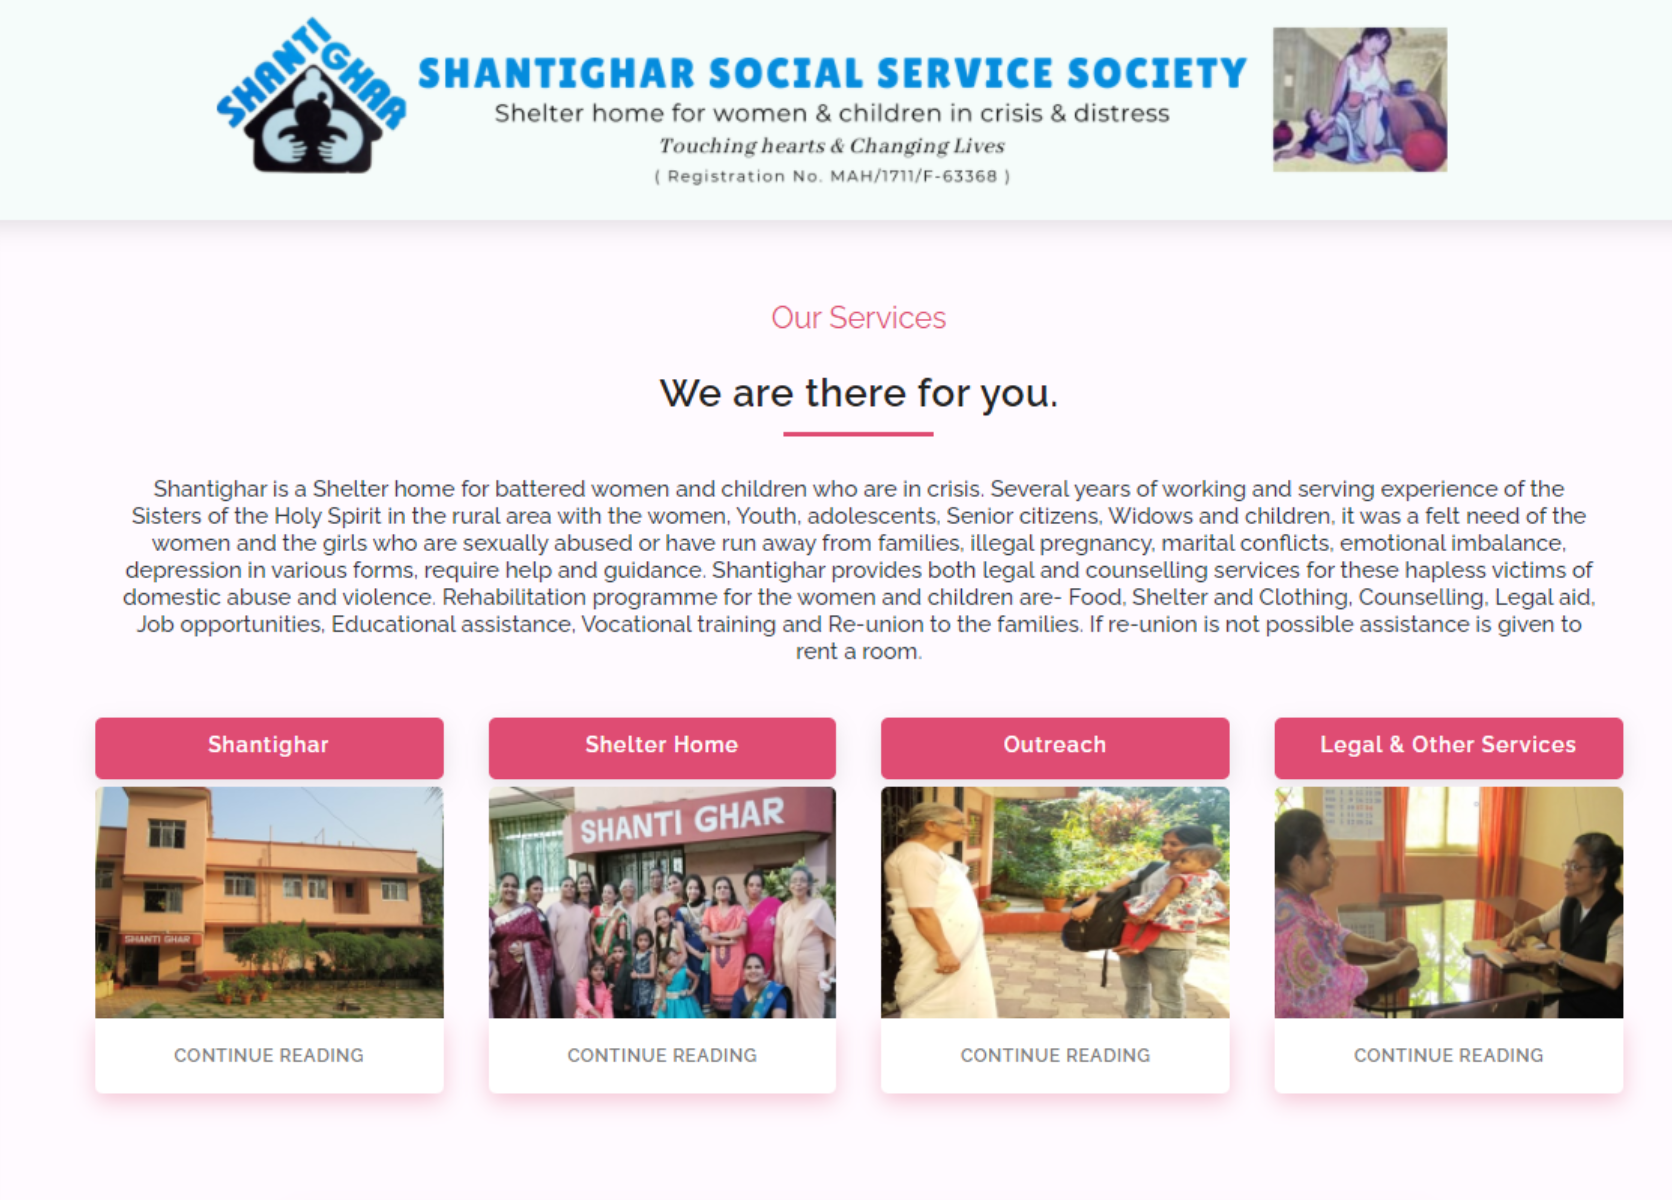 SHANTIGHAR
SHANTIGHAR SOCIAL SERVICE SOCIETY
Shelter home for women & children in crisis & distress
Touching hearts & Changing Lives
( Registration No. MAH/1711/F-63368 )
Our Services
We are there for you.
Shantighar is a Shelter home for battered women and children who are in crisis. Several years of working and serving experience of the
Sisters of the Holy Spirit in the rural area with the women, Youth, adolescents, Senior citizens, Widows and children, it was a felt need of the
women and the girls who are sexually abused or have run away from families, illegal pregnancy, marital conflicts, emotional imbalance,
depression in various forms, require help and guidance. Shantighar provides both legal and counselling services for these hapless victims of
domestic abuse and violence. Rehabilitation programme for the women and children are- Food, Shelter and Clothing, Counselling, Legal aid,
Job opportunities, Educational assistance, Vocational training and Re-union to the families. If re-union is not possible assistance is given to
rent a room.
Shantighar
Shelter Home
Outreach
Legal & Other Services
SHANTI GHAR
SHANTI GHAR
CONTINUE READING
CONTINUE READING
CONTINUE READING
CONTINUE READING